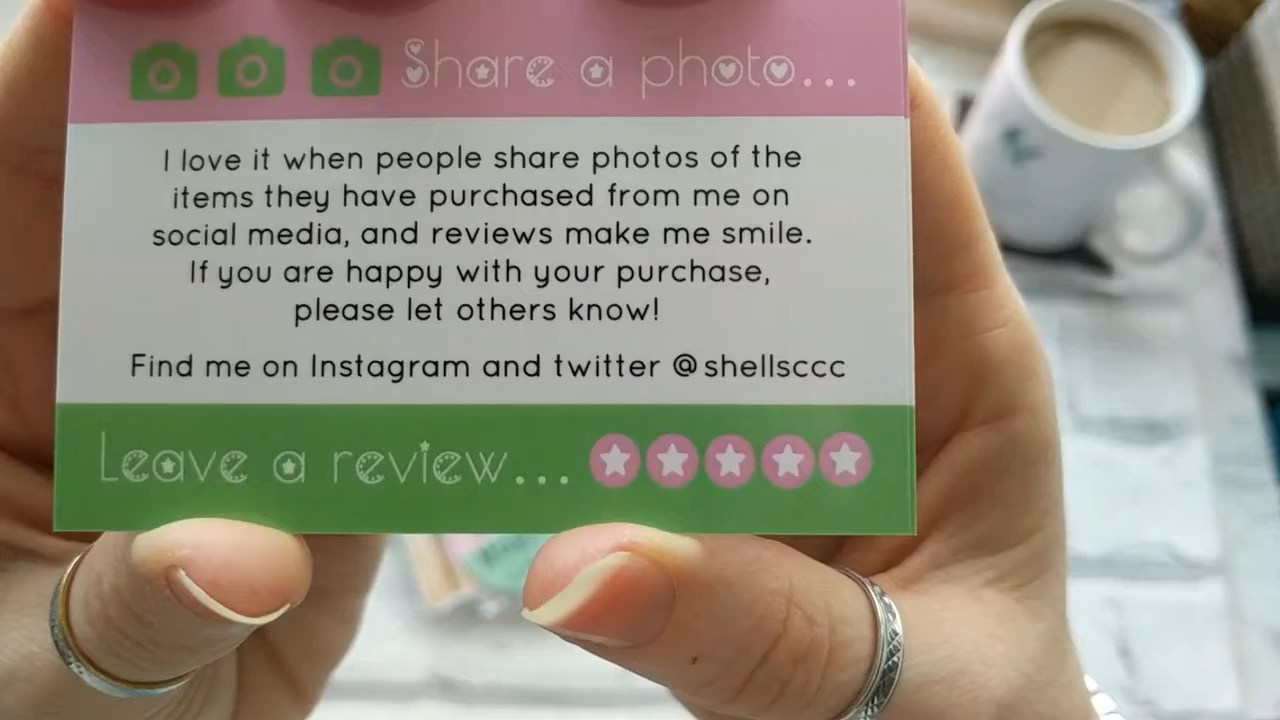 Share a photo...
I love it when people share photos of the
items they have purchased from me on
social media, and reviews make me smile.
If you are happy with your purchase,
please let others know!
Find me on Instagram and twitter @shellsccc
Leave a review...